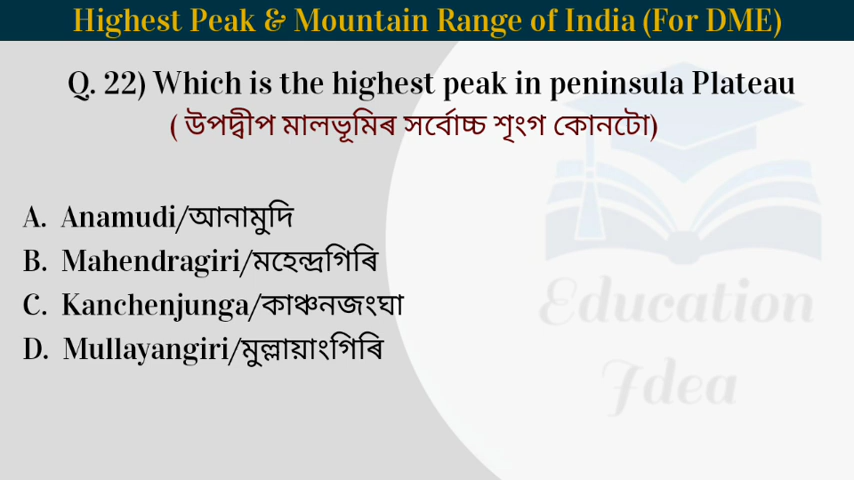 Highest Peak & Mountain Range of India (For DME)
Q. 22) Which is the highest peak in peninsula Plateau
( উপদ্বীপ মালভূমিৰ সৰ্বোচ্চ শৃংগ কোনটো)
A. Anamudi/আনামুদি
B. Mahendragiri/মহেন্দ্ৰগিৰি
C. Kanchenjunga/কাঞ্চনজংঘা
D. Mullayangiri/মুল্লায়াংগিৰি
Education
Idea